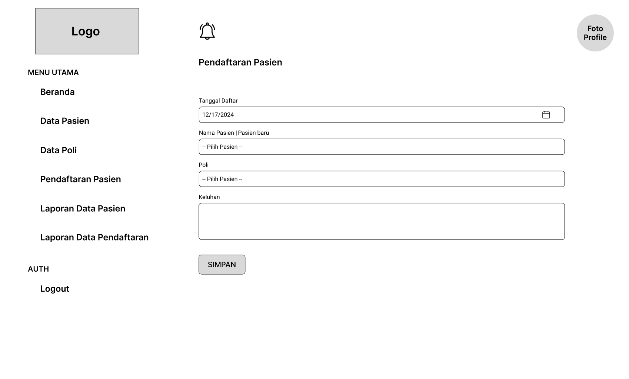 Logo
Foto
Profile
MENU UTAMA
Beranda
Data Pasien
Data Poli
Pendaftaran Pasien
Laporan Data Pasien
Laporan Data Pendaftaran
AUTH
Logout
Pendaftaran Pasien
Tanggal Daftar
12/17/2024
Nama Pasien |Pasien baru
-- Pilih Pasien --
Poli
-- Pilih Pasien --
Keluhan
SIMPAN